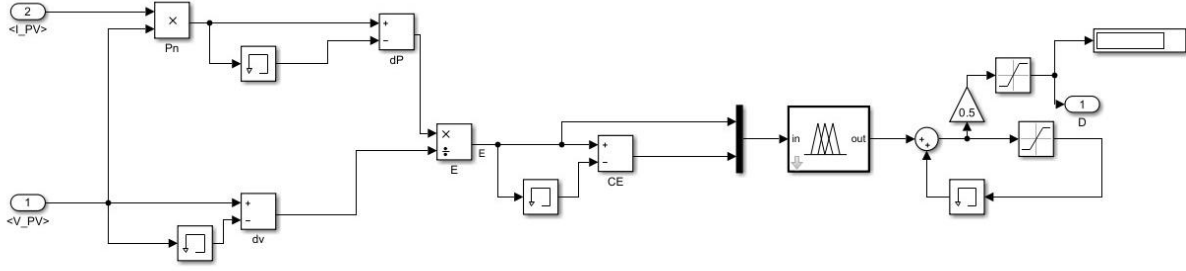 2
<I_PV>
×
Pn
+
−
dP
1
<V_PV>
+
−
dv
×
÷
E
E
+
−
CE
in
out
+
+
0.5
1
D